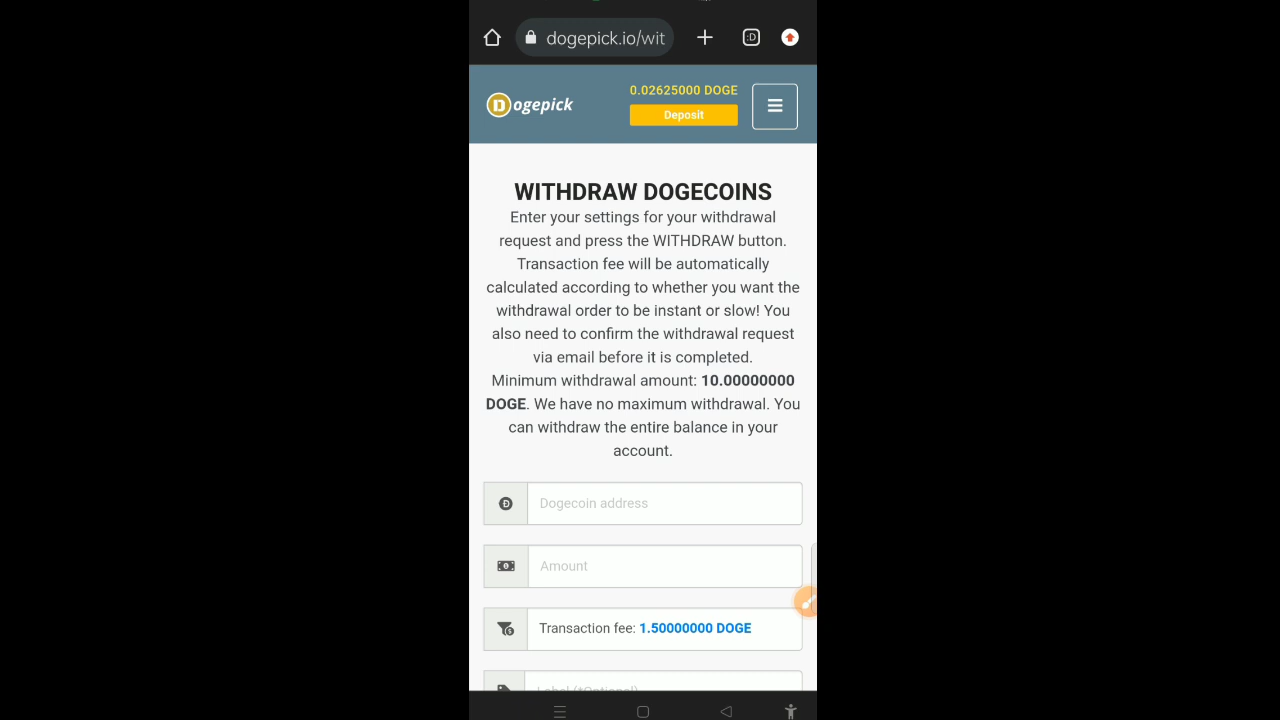 dogepick.io/wit
:D
0.02625000 DOGE
Dogepick
Deposit
WITHDRAW DOGECOINS
Enter your settings for your withdrawal
request and press the WITHDRAW button.
Transaction fee will be automatically
calculated according to whether you want the
withdrawal order to be instant or slow! You
also need to confirm the withdrawal request
via email before it is completed.
Minimum withdrawal amount: 10.00000000
DOGE. We have no maximum withdrawal. You
can withdraw the entire balance in your
account.
Dogecoin address
Amount
Transaction fee: 1.50000000 DOGE
Label (*Optional)